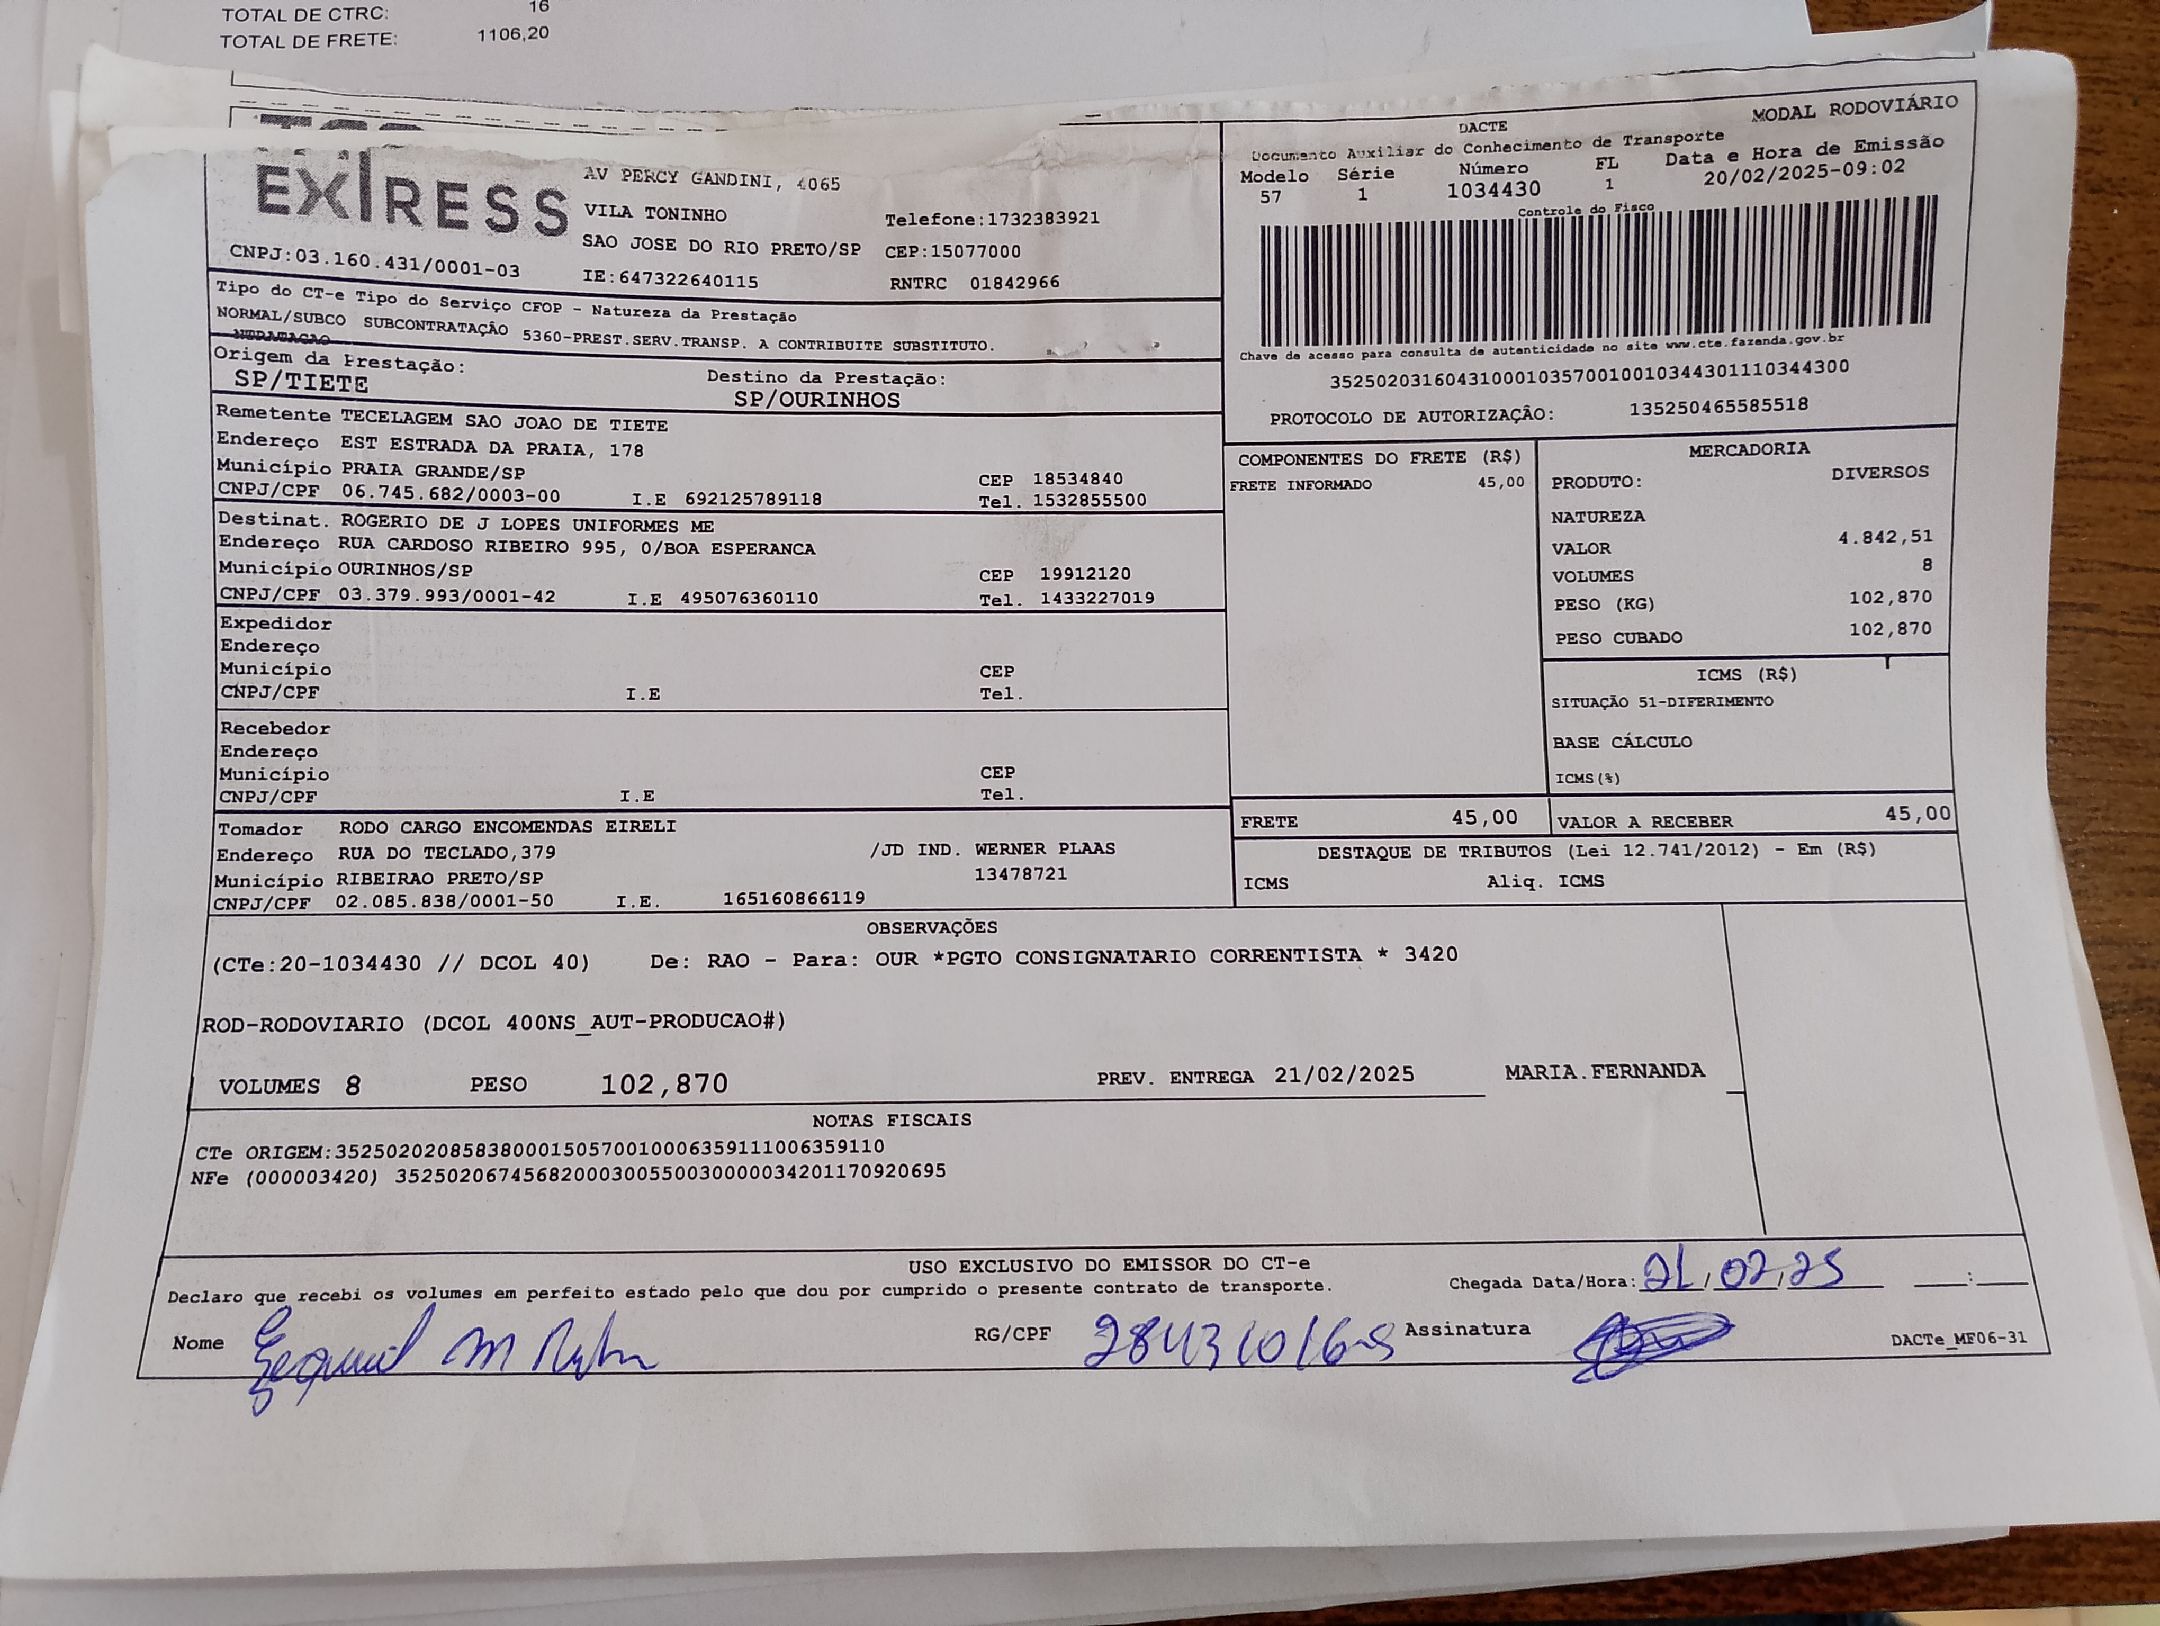 TOTAL DE CTRC: 16
TOTAL DE FRETE: 1106,20
EXPRESS
CNPJ:03.160.431/0001-03
AV PERCY GANDINI, 4065
VILA TONINHO Telefone:1732383921
SAO JOSE DO RIO PRETO/SP CEP:15077000
IE:647322640115 RNTRC 01842966
MODAL RODOVIÁRIO
DACTE
Documento Auxiliar do Conhecimento de Transporte
Modelo Série Número FL Data e Hora de Emissão
57 1 1034430 1 20/02/2025-09:02
Controle do Fisco
Chave de acesso para consulta de autenticidade no site www.cte.fazenda.gov.br
35250203160431000103570010010344301110344300
PROTOCOLO DE AUTORIZAÇÃO: 135250465585518
Tipo do CT-e Tipo do Serviço CFOP - Natureza da Prestação
NORMAL/SUBCO SUBCONTRATAÇÃO 5360-PREST.SERV.TRANSP. A CONTRIBUITE SUBSTITUTO.
NTRATACAO
Origem da Prestação: Destino da Prestação:
SP/TIETE SP/OURINHOS
Remetente TECELAGEM SAO JOAO DE TIETE
Endereço EST ESTRADA DA PRAIA, 178
Município PRAIA GRANDE/SP CEP 18534840
CNPJ/CPF 06.745.682/0003-00 I.E 692125789118 Tel. 1532855500
Destinat. ROGERIO DE J LOPES UNIFORMES ME
Endereço RUA CARDOSO RIBEIRO 995, 0/BOA ESPERANCA
Município OURINHOS/SP CEP 19912120
CNPJ/CPF 03.379.993/0001-42 I.E 495076360110 Tel. 1433227019
Expedidor
Endereço
Município CEP
CNPJ/CPF I.E Tel.
Recebedor
Endereço
Município CEP
CNPJ/CPF I.E Tel.
Tomador RODO CARGO ENCOMENDAS EIRELI
Endereço RUA DO TECLADO,379 /JD IND. WERNER PLAAS
Município RIBEIRAO PRETO/SP 13478721
CNPJ/CPF 02.085.838/0001-50 I.E. 165160866119
COMPONENTES DO FRETE (R$)
FRETE INFORMADO 45,00
MERCADORIA
PRODUTO: DIVERSOS
NATUREZA
VALOR 4.842,51
VOLUMES 8
PESO (KG) 102,870
PESO CUBADO 102,870
ICMS (R$)
SITUAÇÃO 51-DIFERIMENTO
BASE CÁLCULO
ICMS(%)
FRETE 45,00 VALOR A RECEBER 45,00
DESTAQUE DE TRIBUTOS (Lei 12.741/2012) - Em (R$)
ICMS Aliq. ICMS
OBSERVAÇÕES
(CTe:20-1034430 // DCOL 40) De: RAO - Para: OUR *PGTO CONSIGNATARIO CORRENTISTA * 3420
ROD-RODOVIARIO (DCOL 400NS_AUT-PRODUCAO#)
VOLUMES 8 PESO 102,870 PREV. ENTREGA 21/02/2025 MARIA.FERNANDA
NOTAS FISCAIS
CTe ORIGEM:35250202085838000150570010006359111006359110
NFe (000003420) 35250206745682000300550030000034201170920695
USO EXCLUSIVO DO EMISSOR DO CT-e
Declaro que recebi os volumes em perfeito estado pelo que dou por cumprido o presente contrato de transporte. Chegada Data/Hora: 21/02/25 :
Nome Ezequiel M RG/CPF Assinatura
DACTe_MF06-31